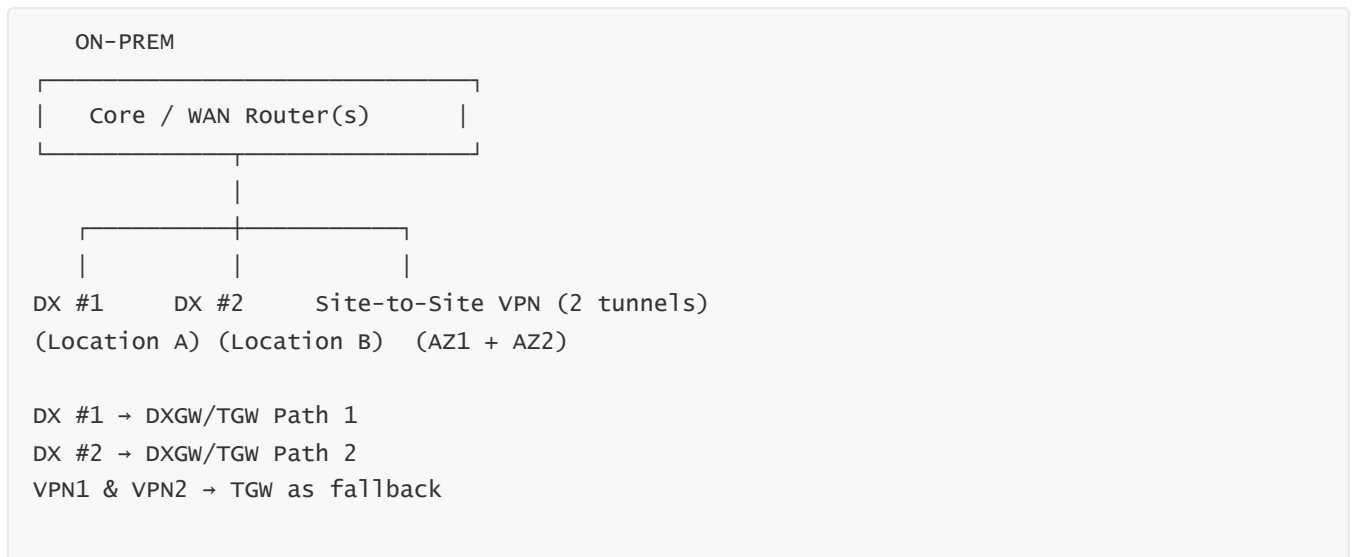 ON-PREM
Core / WAN Router(s)
DX #1 DX #2 Site-to-Site VPN (2 tunnels)
(Location A) (Location B) (AZ1 + AZ2)
DX #1 → DXGW/TGW Path 1
DX #2 → DXGW/TGW Path 2
VPN1 & VPN2 → TGW as fallback